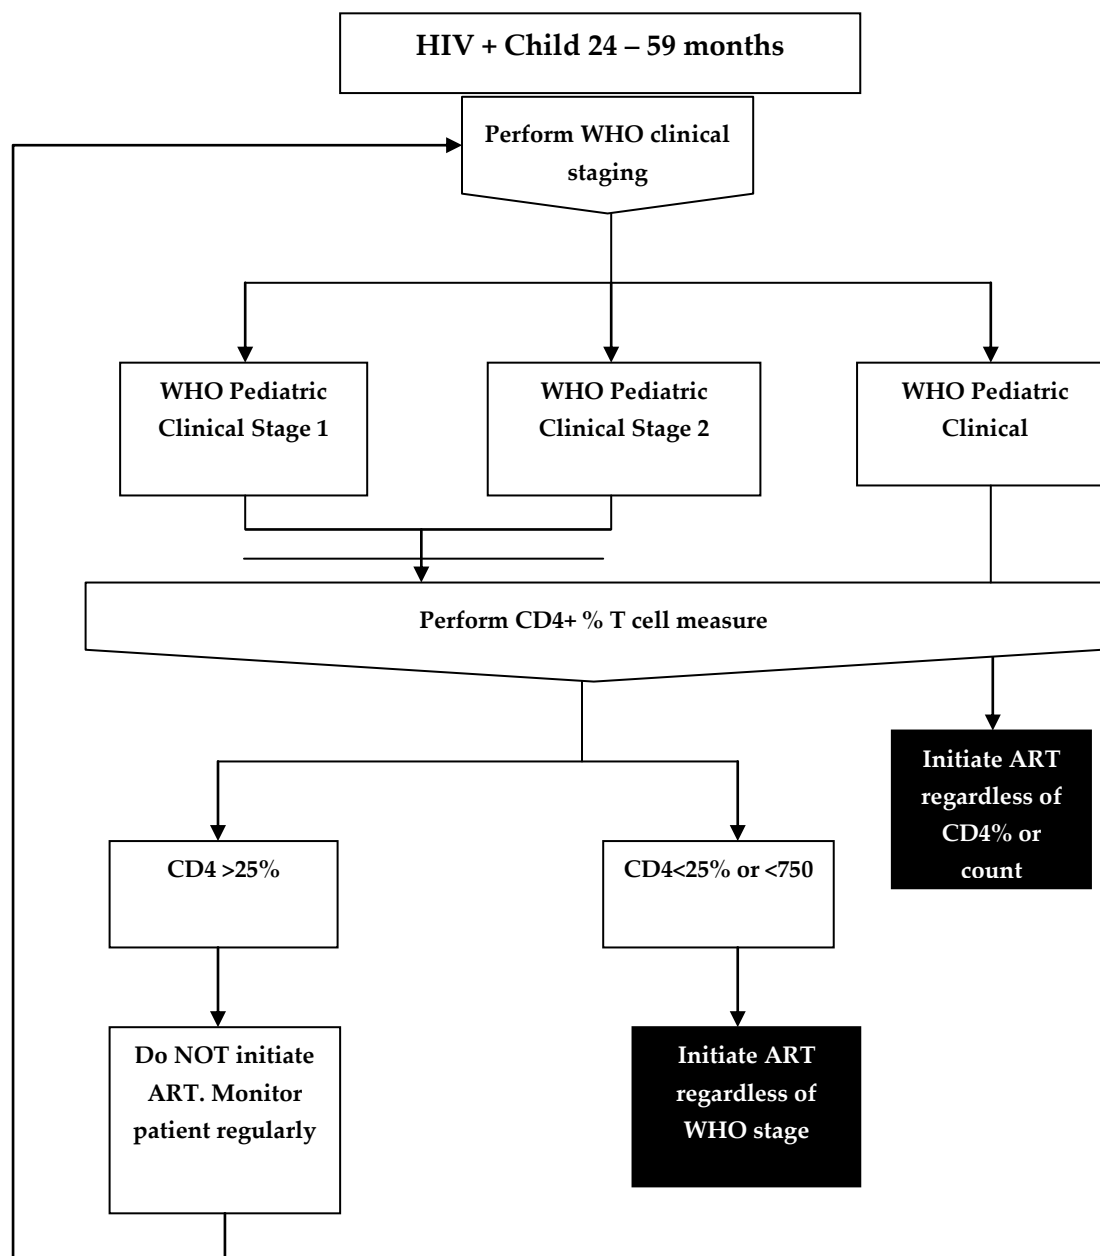 HIV + Child 24 – 59 months
Perform WHO clinical
staging
WHO Pediatric
Clinical Stage 1
WHO Pediatric
Clinical Stage 2
WHO Pediatric
Clinical
Perform CD4+ % T cell measure
Initiate ART
regardless of
CD4% or
count
CD4 >25%
CD4<25% or <750
Do NOT initiate
ART. Monitor
patient regularly
Initiate ART
regardless of
WHO stage